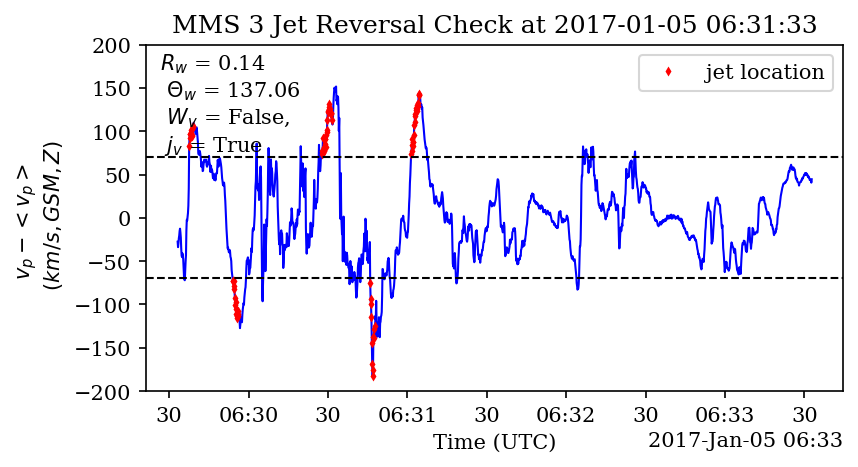 MMS 3 Jet Reversal Check at 2017-01-05 06:31:33
200
150
100
50
0
−50
−100
−150
−200
v_p − <v_p>
(km/s, GSM, Z)
R_w = 0.14
Θ_w = 137.06
W_v = False,
j_v = True
jet location
30 06:30 30 06:31 30 06:32 30 06:33 30
Time (UTC)
2017-Jan-05 06:33